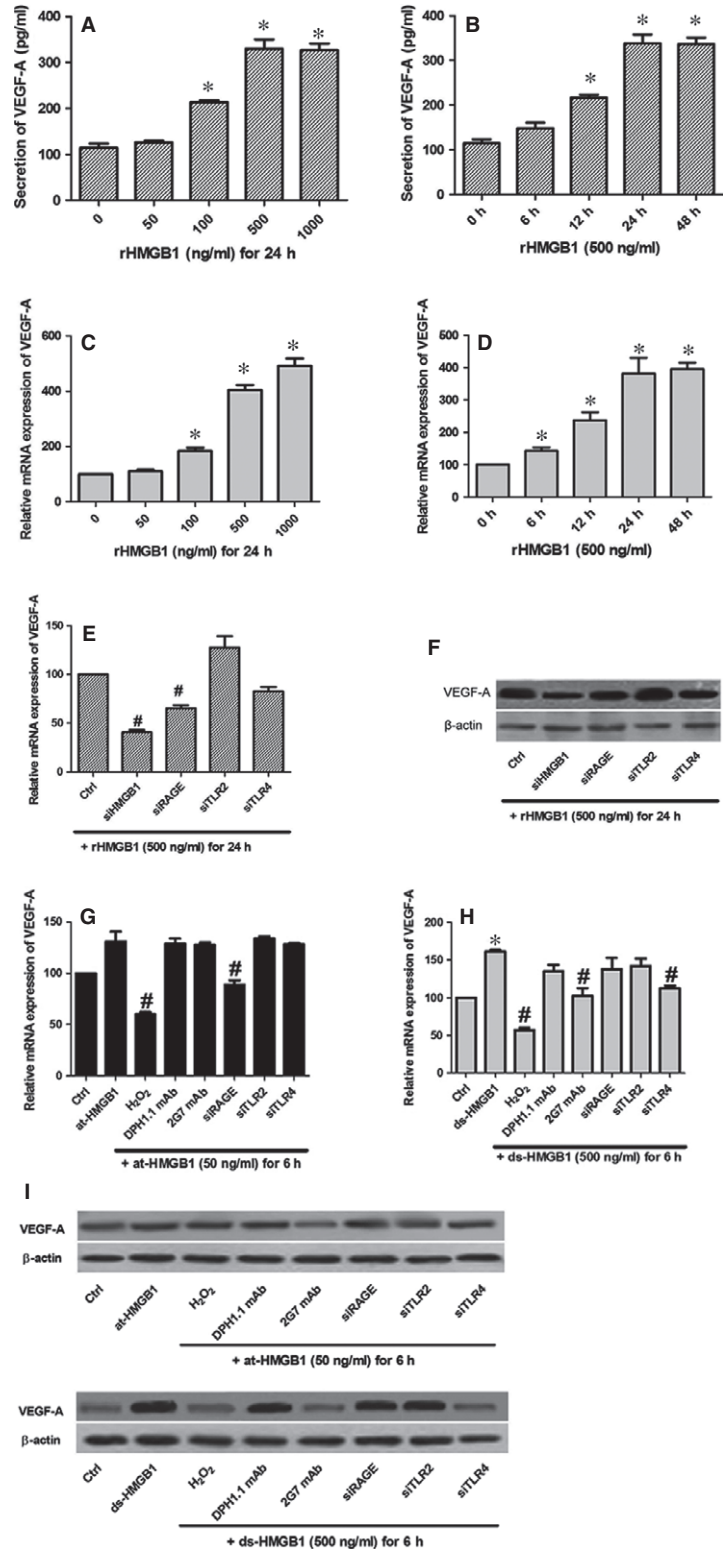 A
Secretion of VEGF-A (pg/ml)
400
300
200
100
0
*
*
*
0
50
100
500
1000
rHMGB1 (ng/ml) for 24 h
B
Secretion of VEGF-A (pg/ml)
400
300
200
100
0
*
*
*
0 h
6 h
12 h
24 h
48 h
rHMGB1 (500 ng/ml)
C
Relative mRNA expression of VEGF-A
600
400
200
0
*
*
*
0
50
100
500
1000
rHMGB1 (ng/ml) for 24 h
D
Relative mRNA expression of VEGF-A
500
400
300
200
100
0
*
*
*
*
0 h
6 h
12 h
24 h
48 h
rHMGB1 (500 ng/ml)
E
Relative mRNA expression of VEGF-A
150
100
50
0
#
#
Ctrl
siHMGB1
siRAGE
siTLR2
siTLR4
+ rHMGB1 (500 ng/ml) for 24 h
F
VEGF-A
β-actin
Ctrl
siHMGB1
siRAGE
siTLR2
siTLR4
+ rHMGB1 (500 ng/ml) for 24 h
G
Relative mRNA expression of VEGF-A
150
100
50
0
#
#
Ctrl
at-HMGB1
H2O2
DPH1.1 mAb
2G7 mAb
siRAGE
siTLR2
siTLR4
+ at-HMGB1 (50 ng/ml) for 6 h
H
Relative mRNA expression of VEGF-A
200
150
100
50
0
*
#
#
#
Ctrl
ds-HMGB1
H2O2
DPH1.1 mAb
2G7 mAb
siRAGE
siTLR2
siTLR4
+ ds-HMGB1 (500 ng/ml) for 6 h
I
VEGF-A
β-actin
Ctrl
at-HMGB1
H2O2
DPH1.1 mAb
2G7 mAb
siRAGE
siTLR2
siTLR4
+ at-HMGB1 (50 ng/ml) for 6 h
VEGF-A
β-actin
Ctrl
ds-HMGB1
H2O2
DPH1.1 mAb
2G7 mAb
siRAGE
siTLR2
siTLR4
+ ds-HMGB1 (500 ng/ml) for 6 h